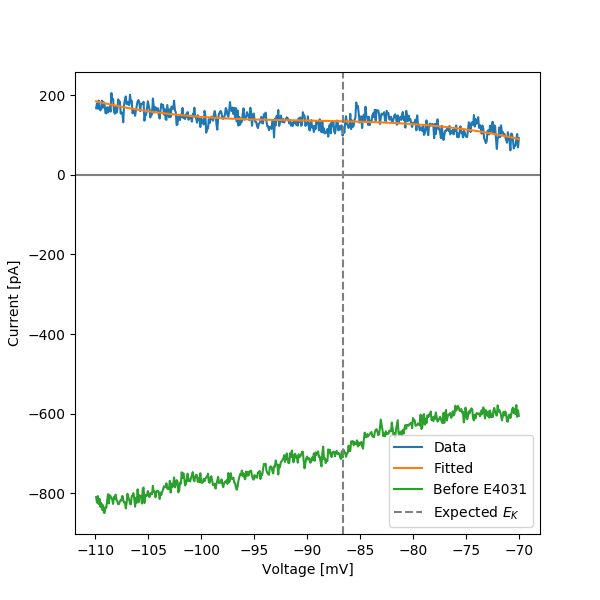 200
0
−200
−400
−600
−800
Current [pA]
Data
Fitted
Before E4031
Expected E_K
−110 −105 −100 −95 −90 −85 −80 −75 −70
Voltage [mV]